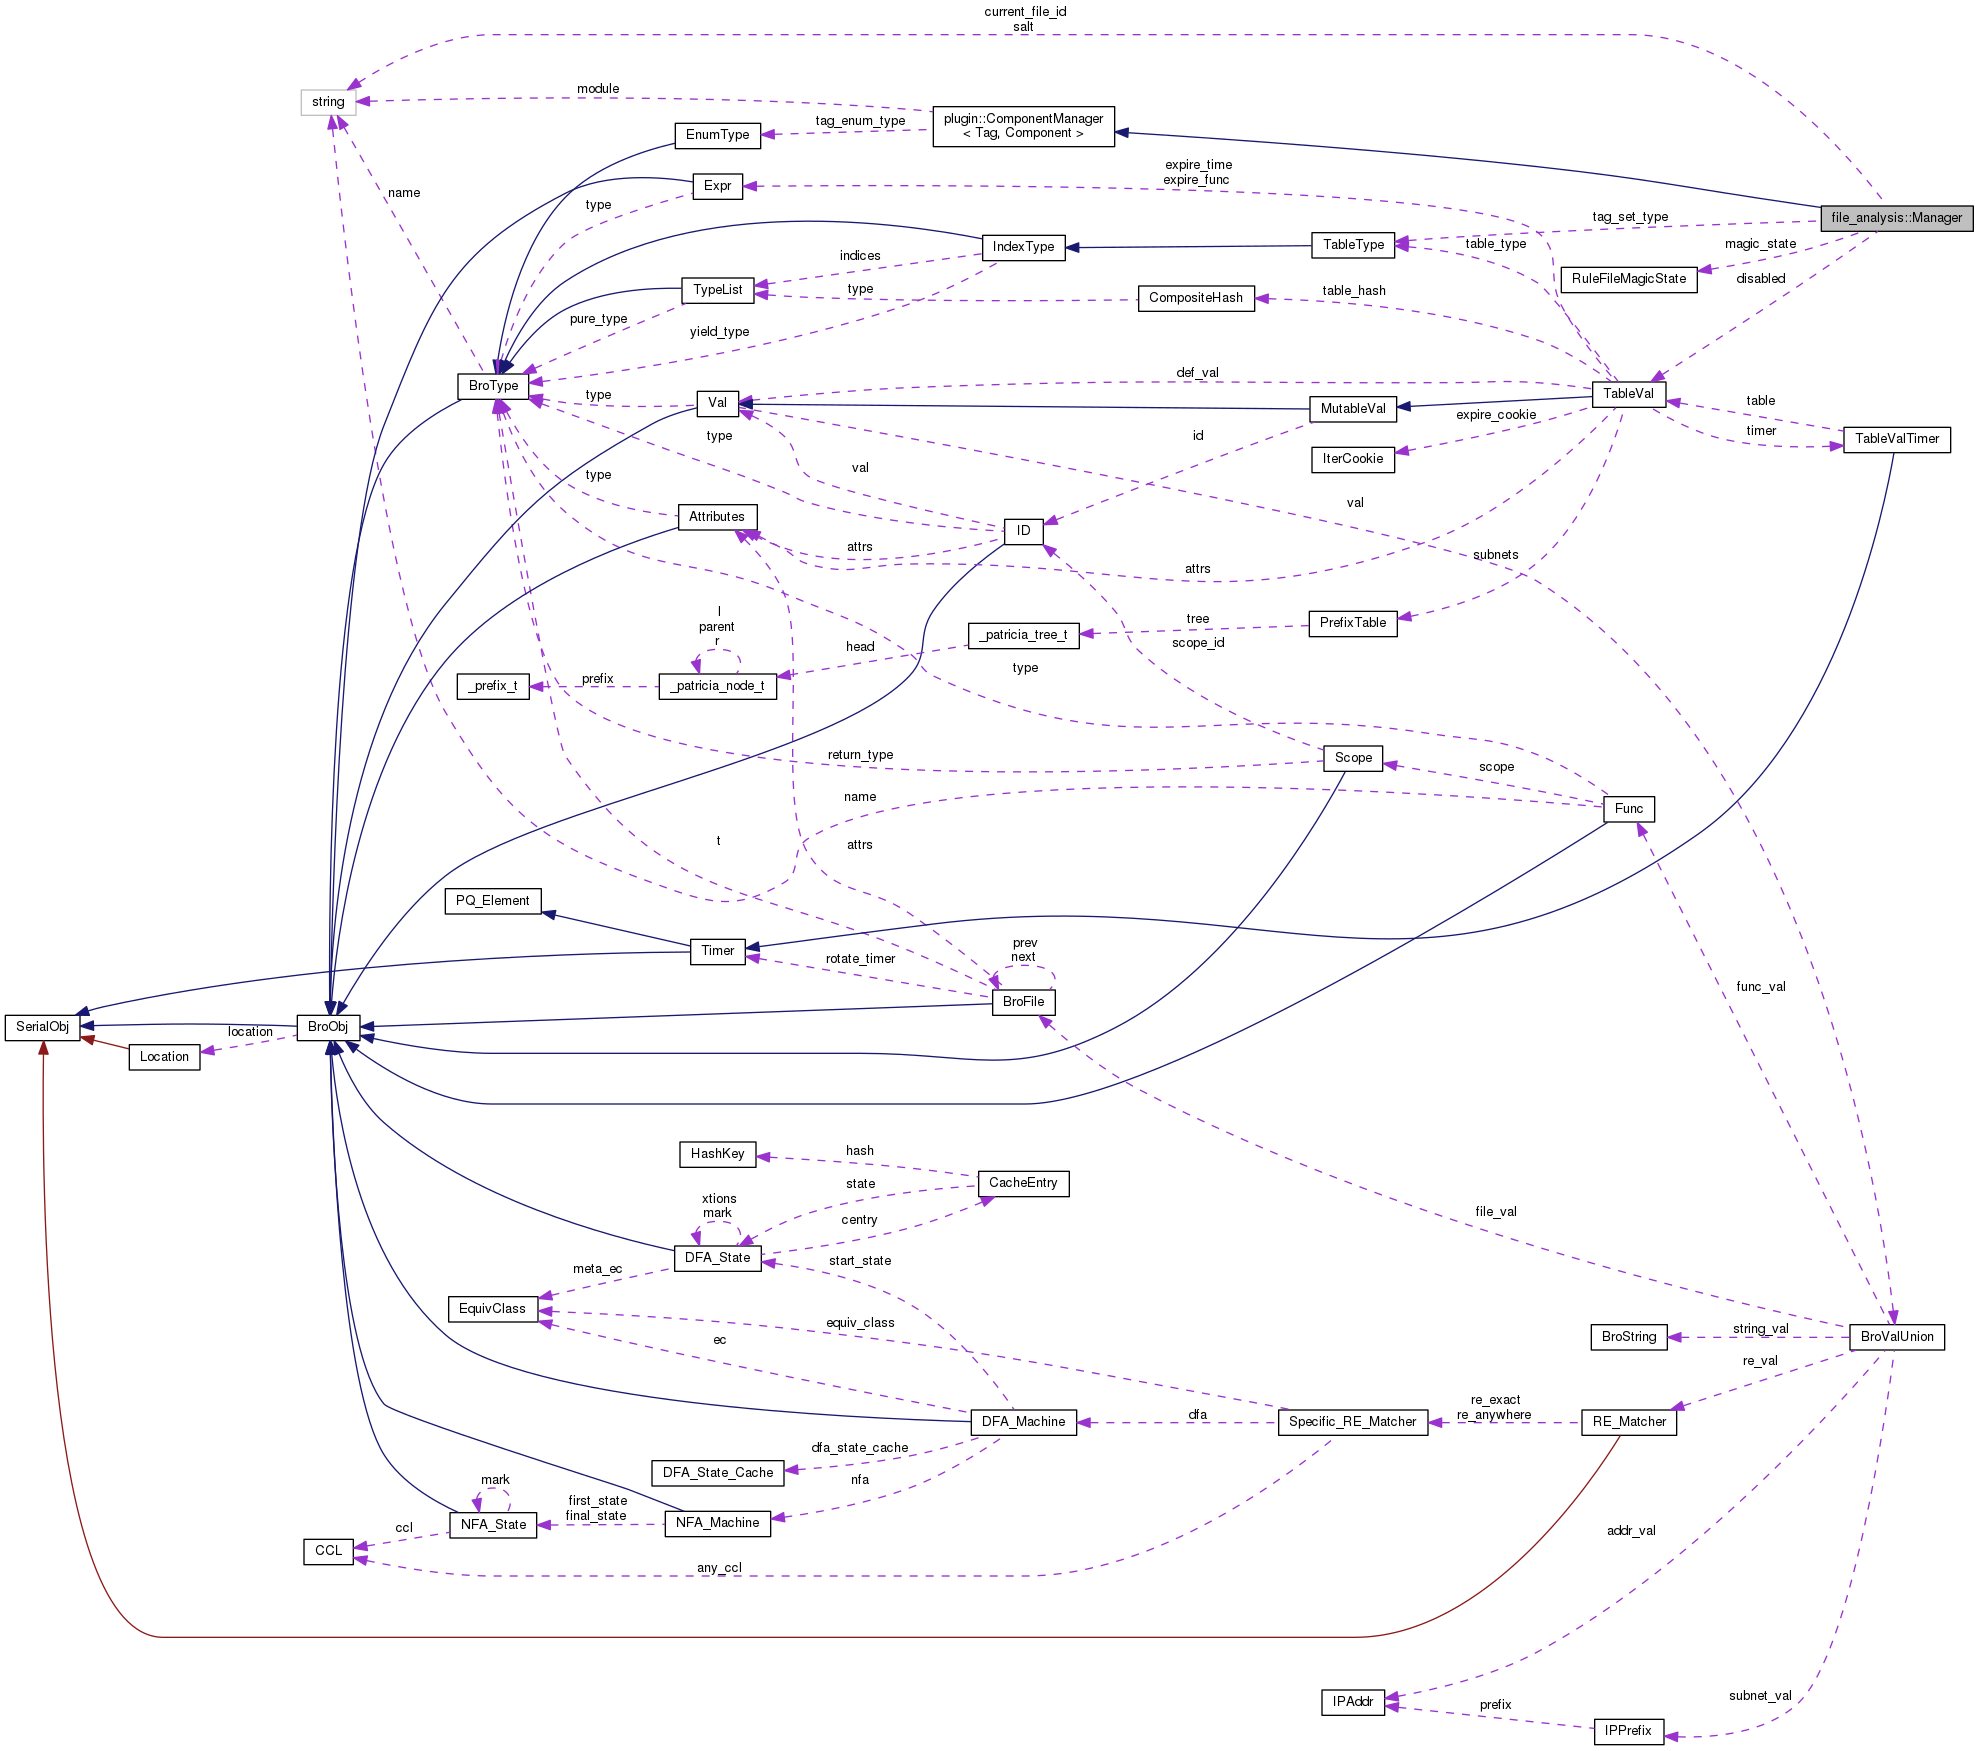 current_file_id
salt
string
module
plugin::ComponentManager
< Tag, Component >
tag_enum_type
EnumType
expire_time
expire_func
Expr
name
type
file_analysis::Manager
tag_set_type
IndexType
TableType
table_type
magic_state
indices
RuleFileMagicState
disabled
TypeList
type
CompositeHash
table_hash
pure_type
yield_type
def_val
BroType
type
Val
MutableVal
TableVal
table
expire_cookie
timer
TableValTimer
type
id
val
IterCookie
type
val
Attributes
ID
attrs
subnets
attrs
l
parent
r
tree
PrefixTable
_patricia_tree_t
scope_id
head
type
_prefix_t
prefix
_patricia_node_t
return_type
Scope
scope
name
Func
t
attrs
PQ_Element
Timer
rotate_timer
prev
next
BroFile
func_val
SerialObj
BroObj
location
Location
HashKey
hash
CacheEntry
state
xtions
mark
centry
file_val
DFA_State
start_state
meta_ec
EquivClass
equiv_class
ec
BroString
string_val
BroValUnion
re_val
DFA_Machine
dfa
Specific_RE_Matcher
re_exact
re_anywhere
RE_Matcher
dfa_state_cache
DFA_State_Cache
nfa
mark
first_state
final_state
NFA_State
NFA_Machine
ccl
CCL
any_ccl
addr_val
IPAddr
prefix
subnet_val
IPPrefix